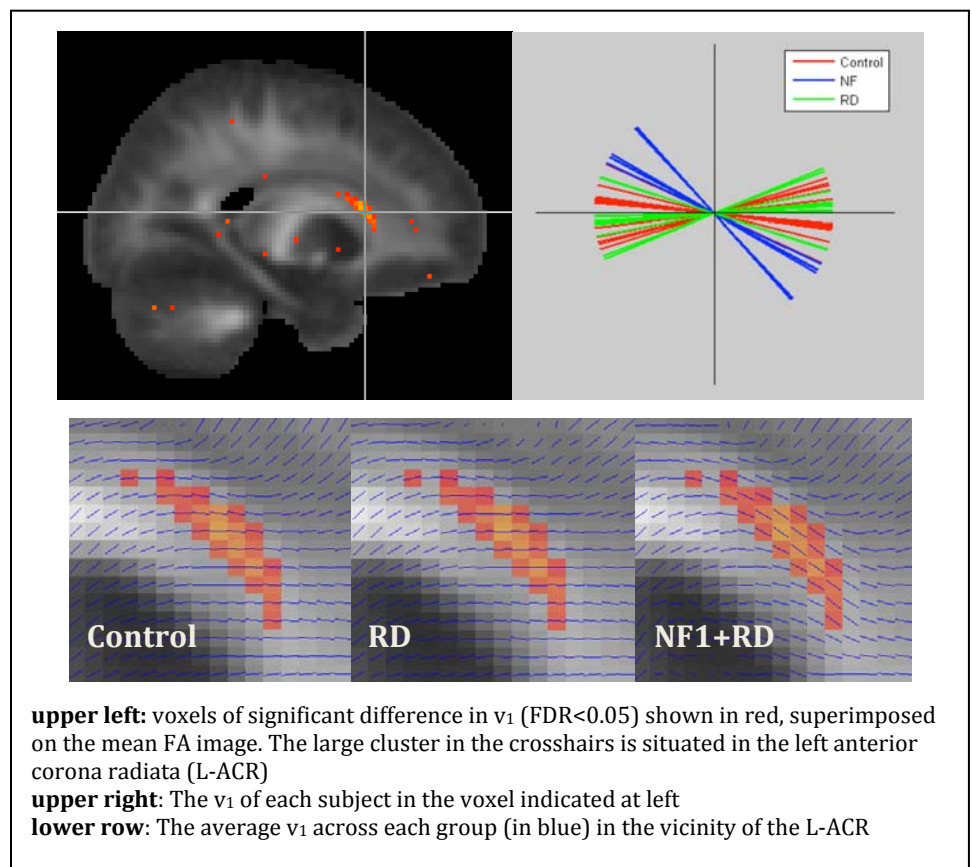 Control
NF
RD
Control
RD
NF1+RD
upper left: voxels of significant difference in v₁ (FDR<0.05) shown in red, superimposed
on the mean FA image. The large cluster in the crosshairs is situated in the left anterior
corona radiata (L-ACR)
upper right: The v₁ of each subject in the voxel indicated at left
lower row: The average v₁ across each group (in blue) in the vicinity of the L-ACR